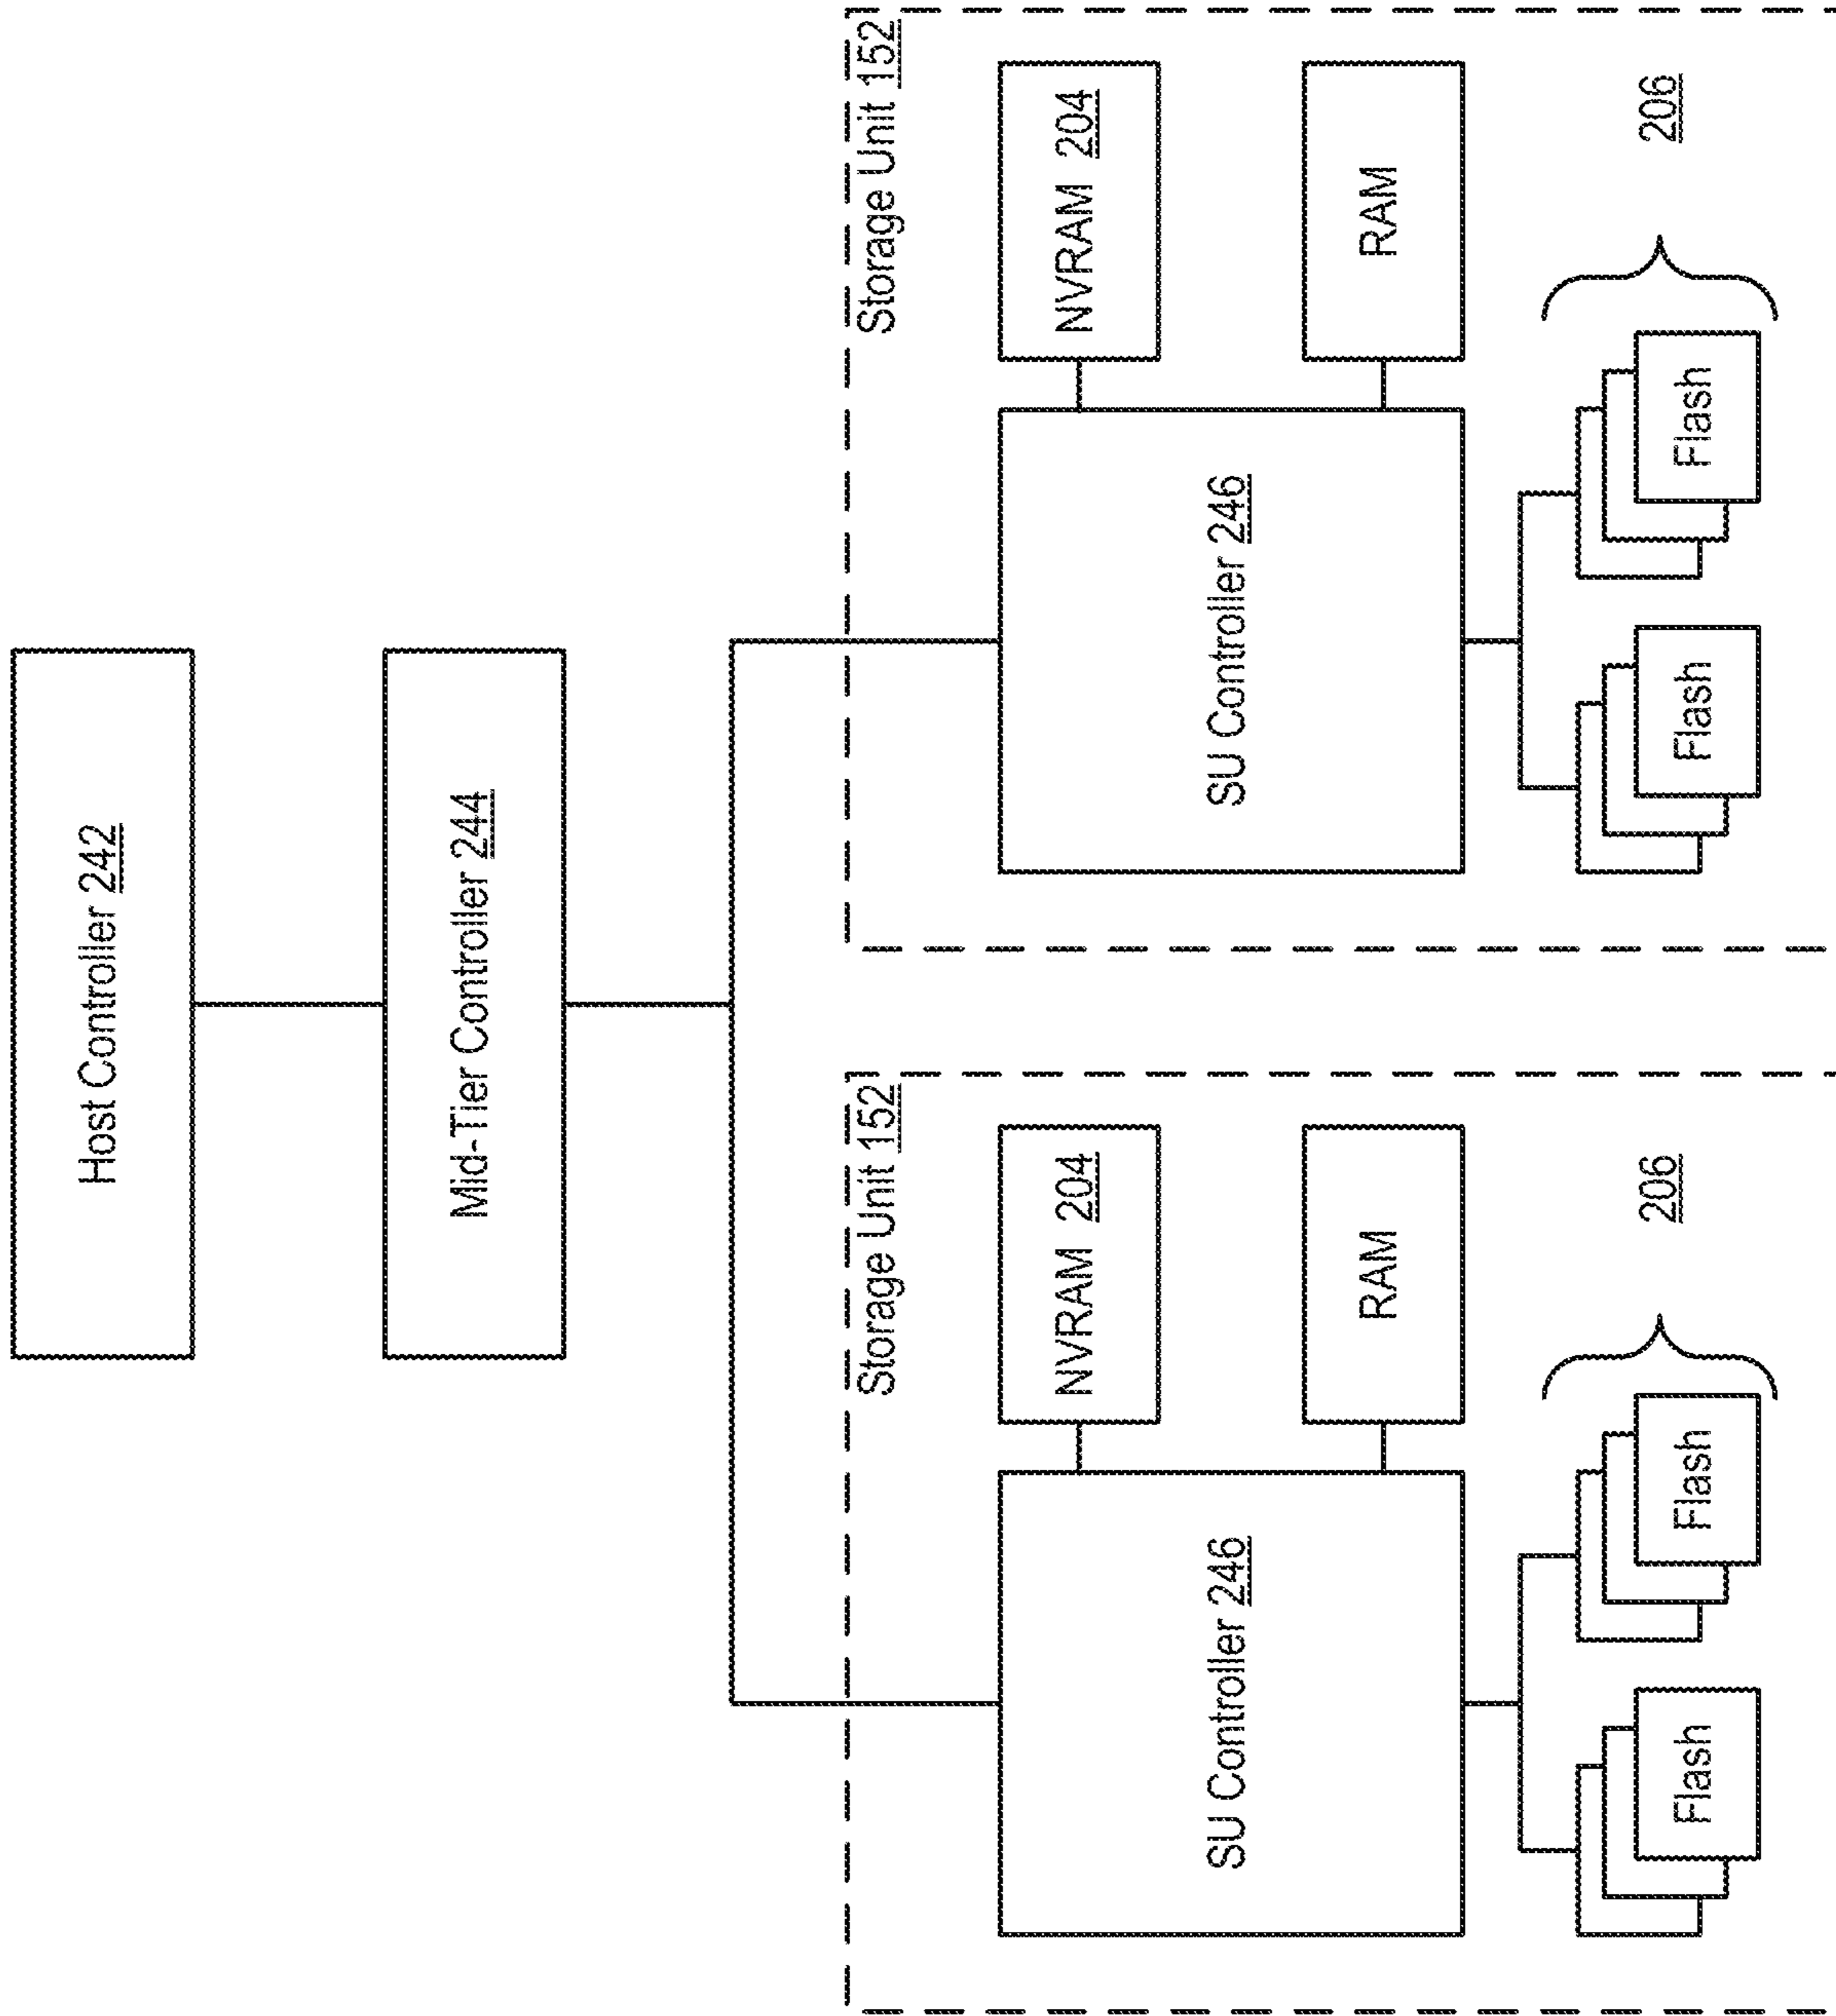 Host Controller 242
Mid-Tier Controller 244
Storage Unit 152
SU Controller 246
NVRAM 204
RAM
Flash
Flash
206
Storage Unit 152
SU Controller 246
NVRAM 204
RAM
Flash
Flash
206